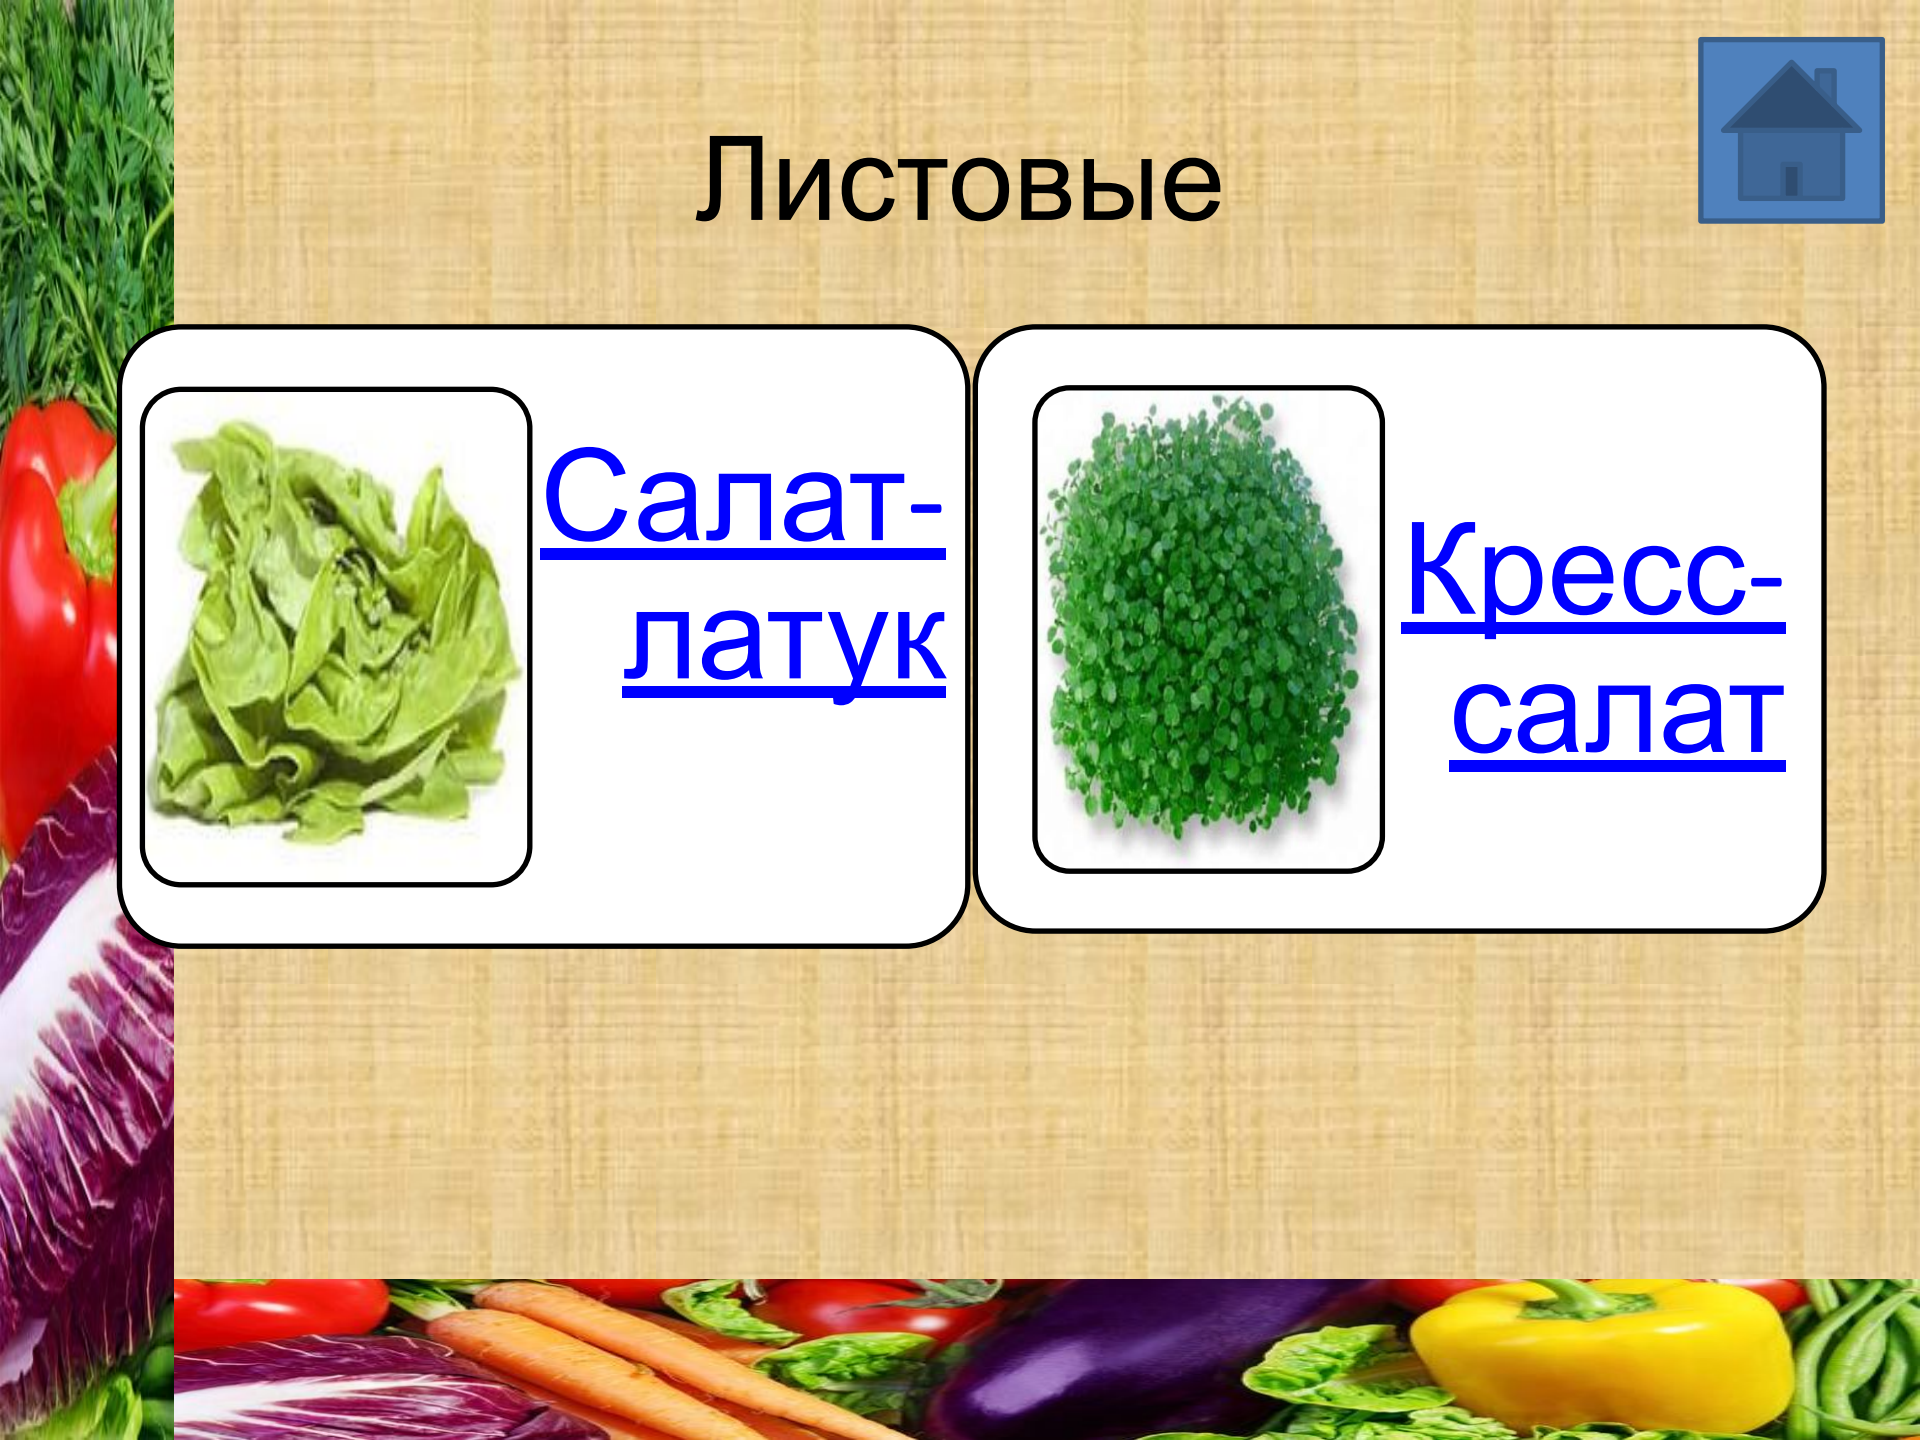 Листовые
Салат-
латук
Кресс-
салат